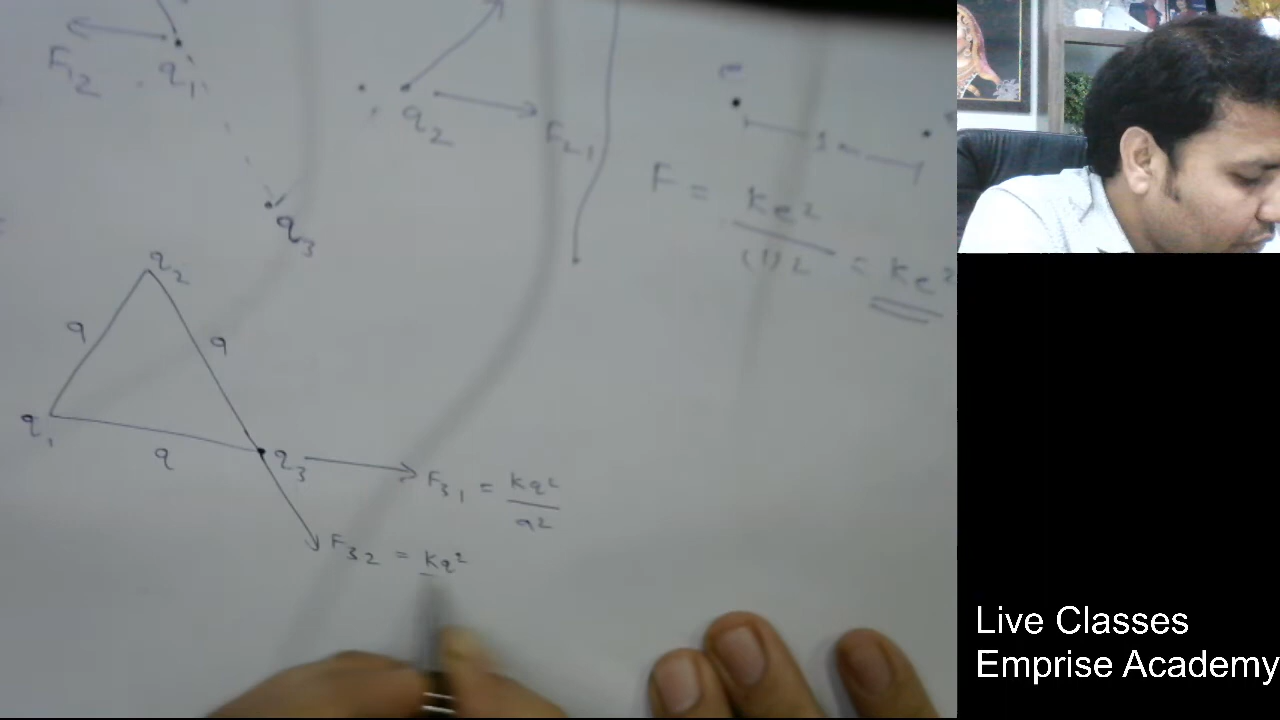 F12
q1
q2
F21
q3
e
1m
F = ke²
(1)2
= ke²
q2
a
a
q1
a
q3
F31 = kq²
a2
F32 = kq²
Live Classes
Emprise Academy